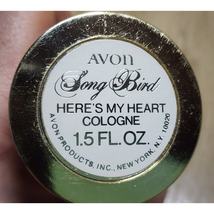 AVON
Song Bird
HERE'S MY HEART
COLOGNE
1.5 FL. OZ.
AVON PRODUCTS, INC., NEW YORK, N.Y. 10020